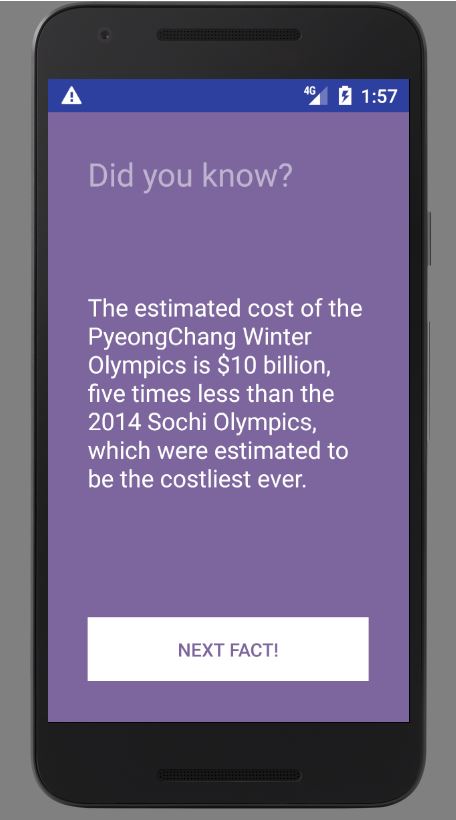 4G 1:57
Did you know?
The estimated cost of the
PyeongChang Winter
Olympics is $10 billion,
five times less than the
2014 Sochi Olympics,
which were estimated to
be the costliest ever.
NEXT FACT!